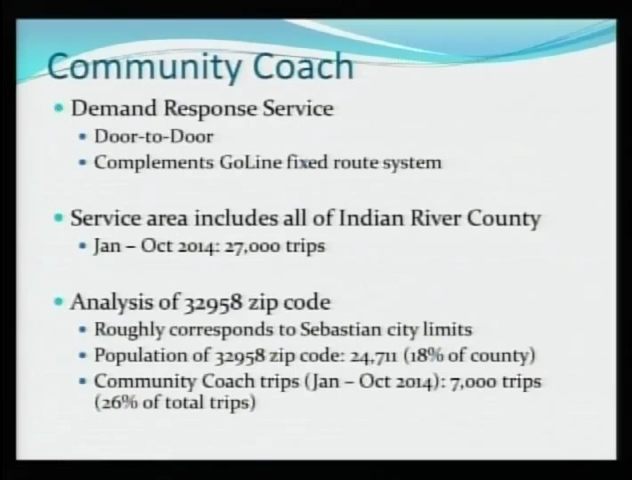 Community Coach
• Demand Response Service
• Door-to-Door
• Complements GoLine fixed route system
• Service area includes all of Indian River County
• Jan – Oct 2014: 27,000 trips
• Analysis of 32958 zip code
• Roughly corresponds to Sebastian city limits
• Population of 32958 zip code: 24,711 (18% of county)
• Community Coach trips (Jan – Oct 2014): 7,000 trips
(26% of total trips)